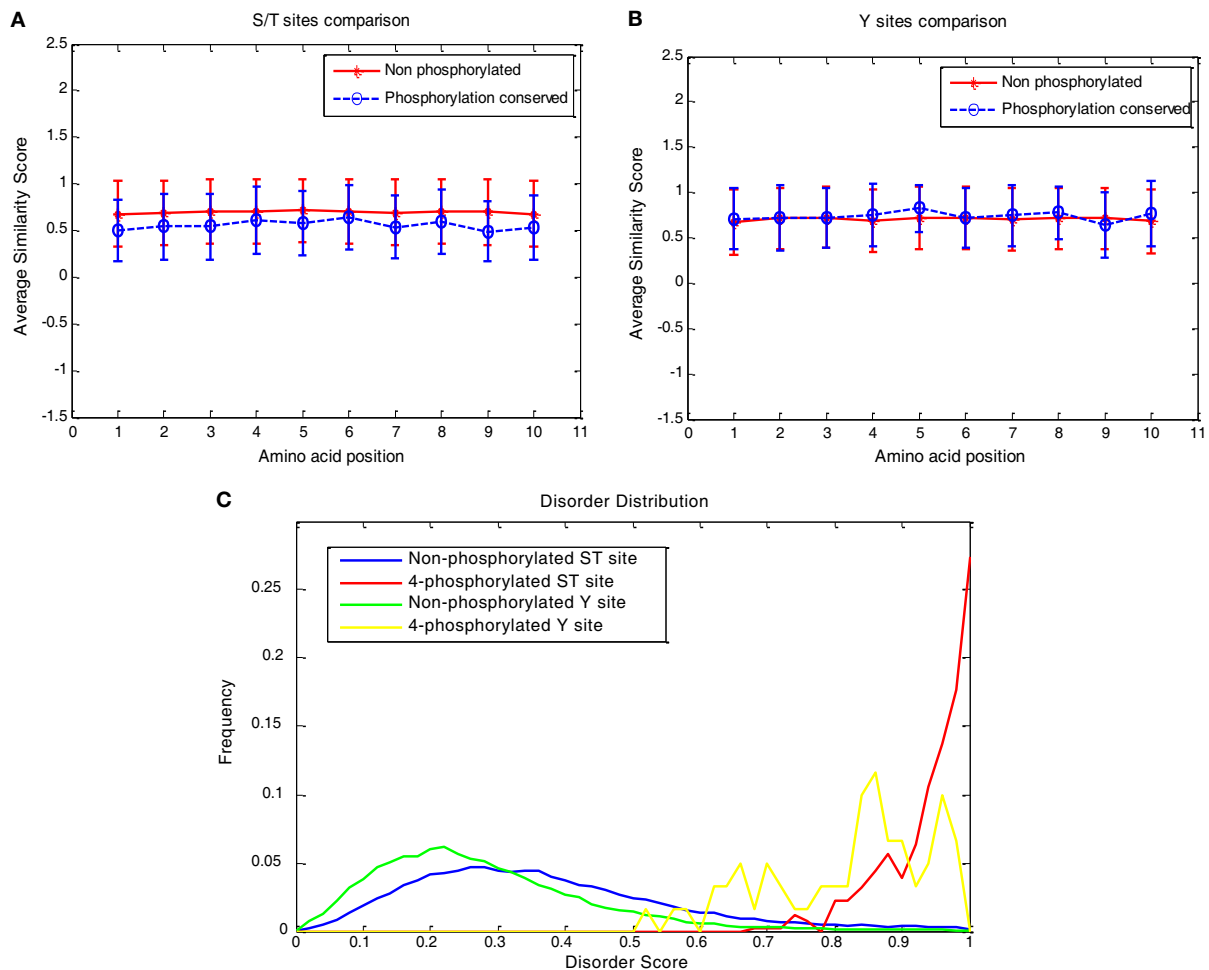 A
S/T sites comparison
2.5
2
1.5
1
0.5
0
-0.5
-1
-1.5
Average Similarity Score
Non phosphorylated
Phosphorylation conserved
0 1 2 3 4 5 6 7 8 9 10 11
Amino acid position
B
Y sites comparison
2.5
2
1.5
1
0.5
0
-0.5
-1
-1.5
Average Similarity Score
Non phosphorylated
Phosphorylation conserved
0 1 2 3 4 5 6 7 8 9 10 11
Amino acid position
C
Disorder Distribution
0.25
0.2
0.15
0.1
0.05
0
Frequency
Non-phosphorylated ST site
4-phosphorylated ST site
Non-phosphorylated Y site
4-phosphorylated Y site
0 0.1 0.2 0.3 0.4 0.5 0.6 0.7 0.8 0.9 1
Disorder Score